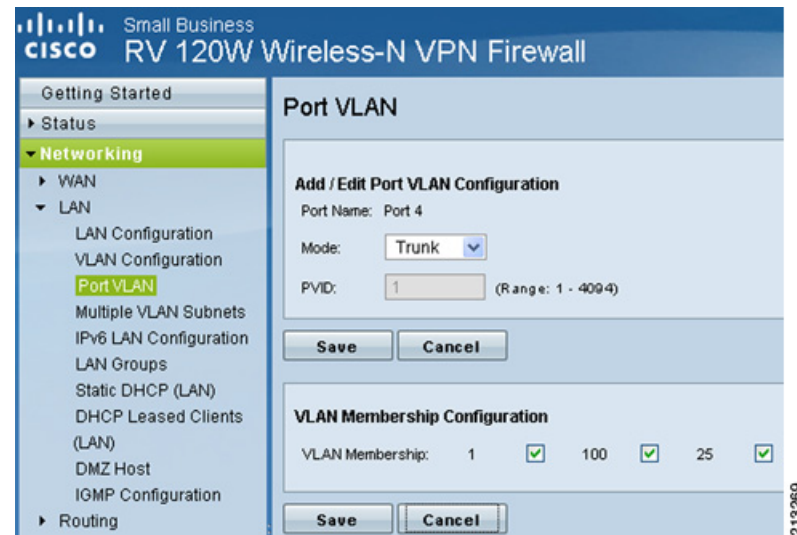 Small Business
CISCO RV 120W Wireless-N VPN Firewall
Getting Started
Status
Networking
WAN
LAN
LAN Configuration
VLAN Configuration
Port VLAN
Multiple VLAN Subnets
IPv6 LAN Configuration
LAN Groups
Static DHCP (LAN)
DHCP Leased Clients
(LAN)
DMZ Host
IGMP Configuration
Routing
Port VLAN
Add / Edit Port VLAN Configuration
Port Name: Port 4
Mode: Trunk
PVID: 1 (Range: 1 - 4094)
Save Cancel
VLAN Membership Configuration
VLAN Membership: 1 100 25
Save Cancel
213269